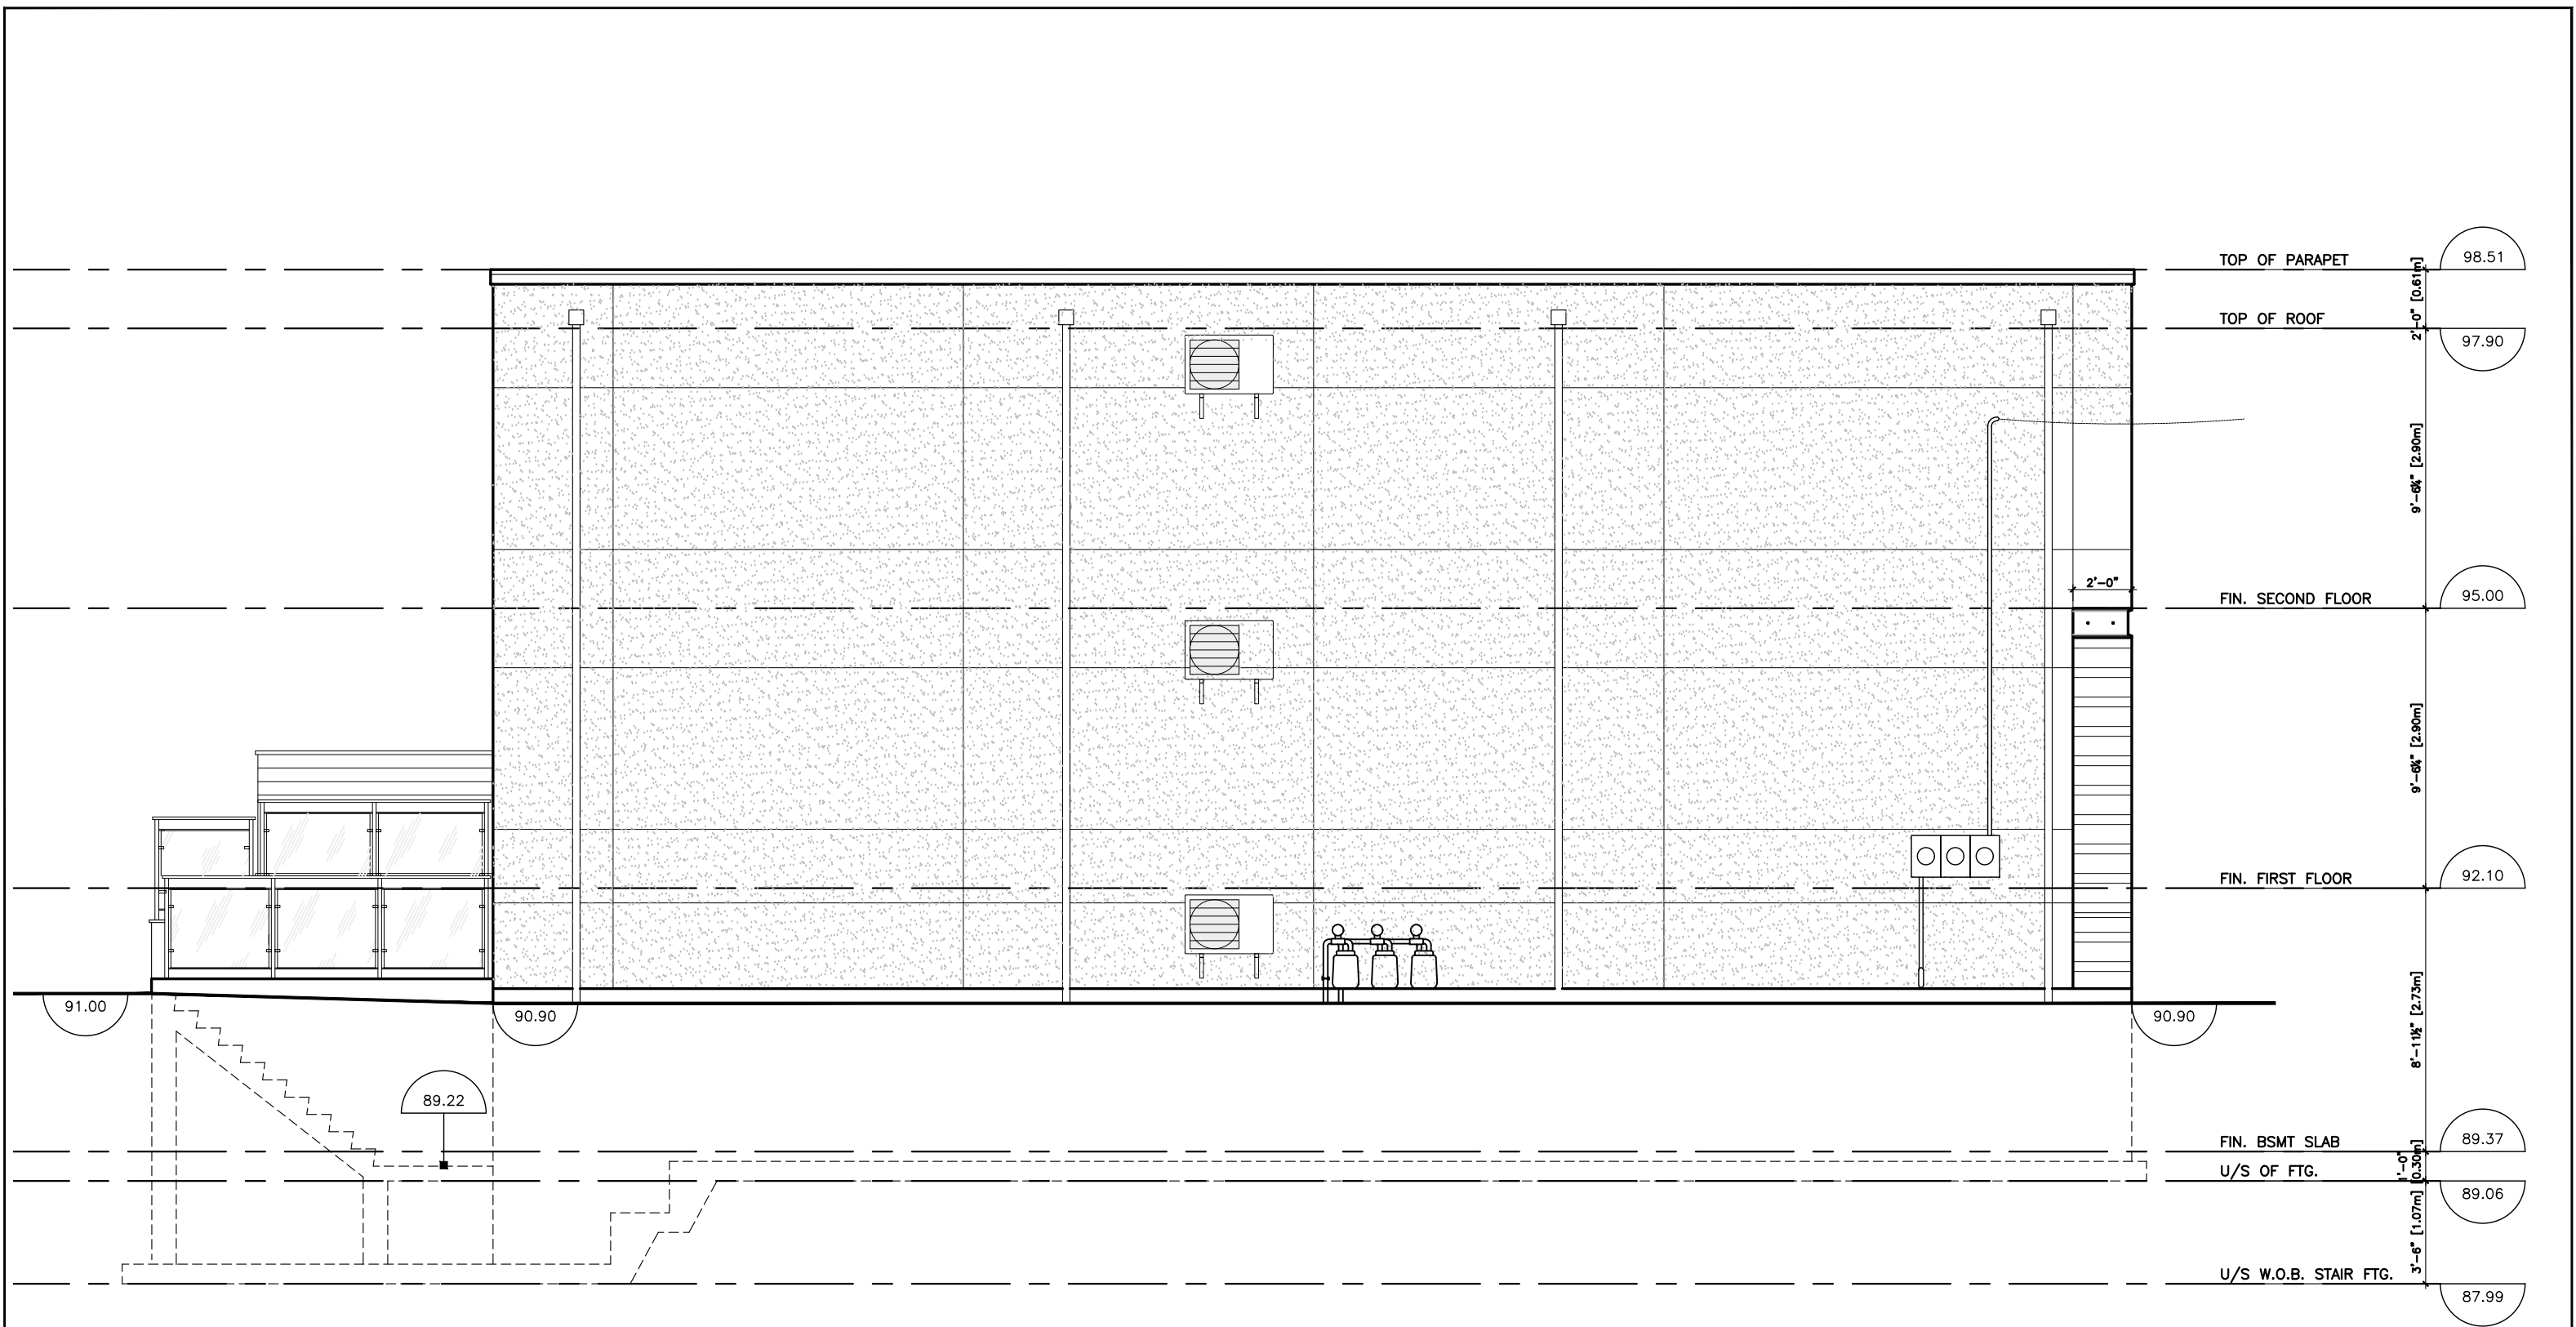 TOP OF PARAPET
98.51
2'-0" [0.61m]
TOP OF ROOF
97.90
9'-6¼" [2.90m]
2'-0"
FIN. SECOND FLOOR
95.00
9'-6¼" [2.90m]
FIN. FIRST FLOOR
92.10
91.00
90.90
90.90
8'-11½" [2.73m]
89.22
FIN. BSMT SLAB
89.37
1'-0"
[0.30m]
U/S OF FTG.
89.06
3'-6" [1.07m]
U/S W.O.B. STAIR FTG.
87.99